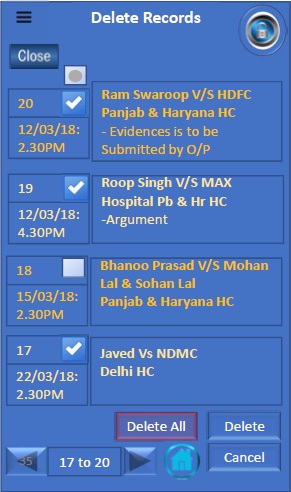 Delete Records
Close
20
12/03/18:
2.30PM
Ram Swaroop V/S HDFC
Panjab & Haryana HC
- Evidences is to be
Submitted by O/P
19
12/03/18:
4.30PM
Roop Singh V/S MAX
Hospital Pb & Hr HC
-Argument
18
15/03/18:
2.30PM
Bhanoo Prasad V/S Mohan
Lal & Sohan Lal
Panjab & Haryana HC
17
22/03/18:
2.30PM
Javed Vs NDMC
Delhi HC
Delete All
Delete
35
17 to 20
Cancel